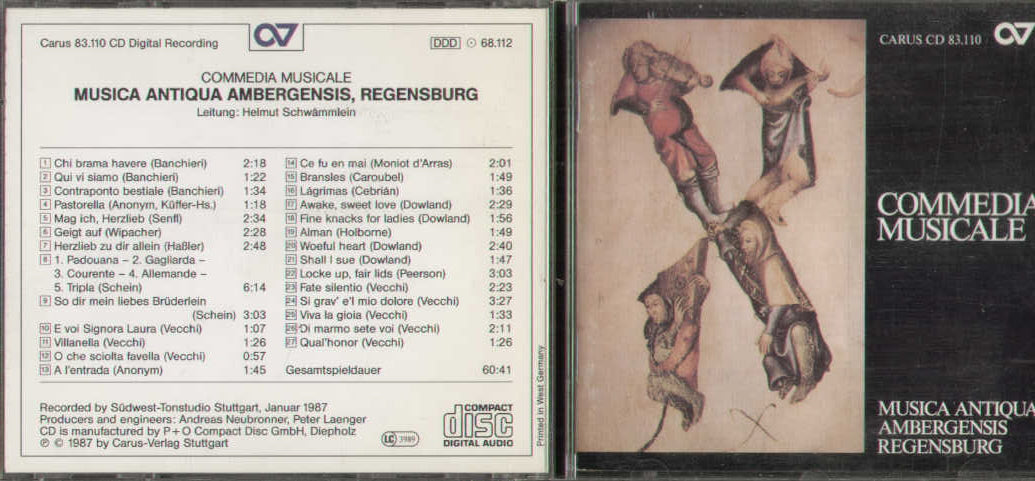 Carus 83.110 CD Digital Recording
DDD 68.112
COMMEDIA MUSICALE
MUSICA ANTIQUA AMBERGENSIS, REGENSBURG
Leitung: Helmut Schwämmlein
1 Chi brama havere (Banchieri) 2:18
2 Qui vi siamo (Banchieri) 1:22
3 Contraponto bestiale (Banchieri) 1:34
4 Pastorella (Anonym, Küffer-Hs.) 1:18
5 Mag ich, Herzlieb (Senfl) 2:34
6 Geigt auf (Wipacher) 2:28
7 Herzlieb zu dir allein (Haßler) 2:48
8 1. Padouana – 2. Gagliarda –
3. Courente – 4. Allemande –
5. Tripla (Schein) 6:14
9 So dir mein liebes Brüderlein
(Schein) 3:03
10 E voi Signora Laura (Vecchi) 1:07
11 Villanella (Vecchi) 1:26
12 O che sciolta favella (Vecchi) 0:57
13 A l'entrada (Anonym) 1:45
14 Ce fu en mai (Moniot d'Arras) 2:01
15 Bransles (Caroubel) 1:49
16 Lágrimas (Cebrián) 1:36
17 Awake, sweet love (Dowland) 2:29
18 Fine knacks for ladies (Dowland) 1:56
19 Alman (Holborne) 1:49
20 Woeful heart (Dowland) 2:40
21 Shall I sue (Dowland) 1:47
22 Locke up, fair lids (Peerson) 3:03
23 Fate silentio (Vecchi) 2:23
24 Si grav' e'l mio dolore (Vecchi) 3:27
25 Viva la gioia (Vecchi) 1:33
26 'Di marmo sete voi (Vecchi) 2:11
27 Qual'honor (Vecchi) 1:26
Gesamtspieldauer 60:41
Recorded by Südwest-Tonstudio Stuttgart, Januar 1987
Producers and engineers: Andreas Neubronner, Peter Laenger
CD is manufactured by P+O Compact Disc GmbH, Diepholz
℗ © 1987 by Carus-Verlag Stuttgart
LC 3989
COMPACT
disc
DIGITAL AUDIO
Printed in West Germany
CARUS CD 83.110
COMMEDIA
MUSICALE
MUSICA ANTIQUA
AMBERGENSIS
REGENSBURG